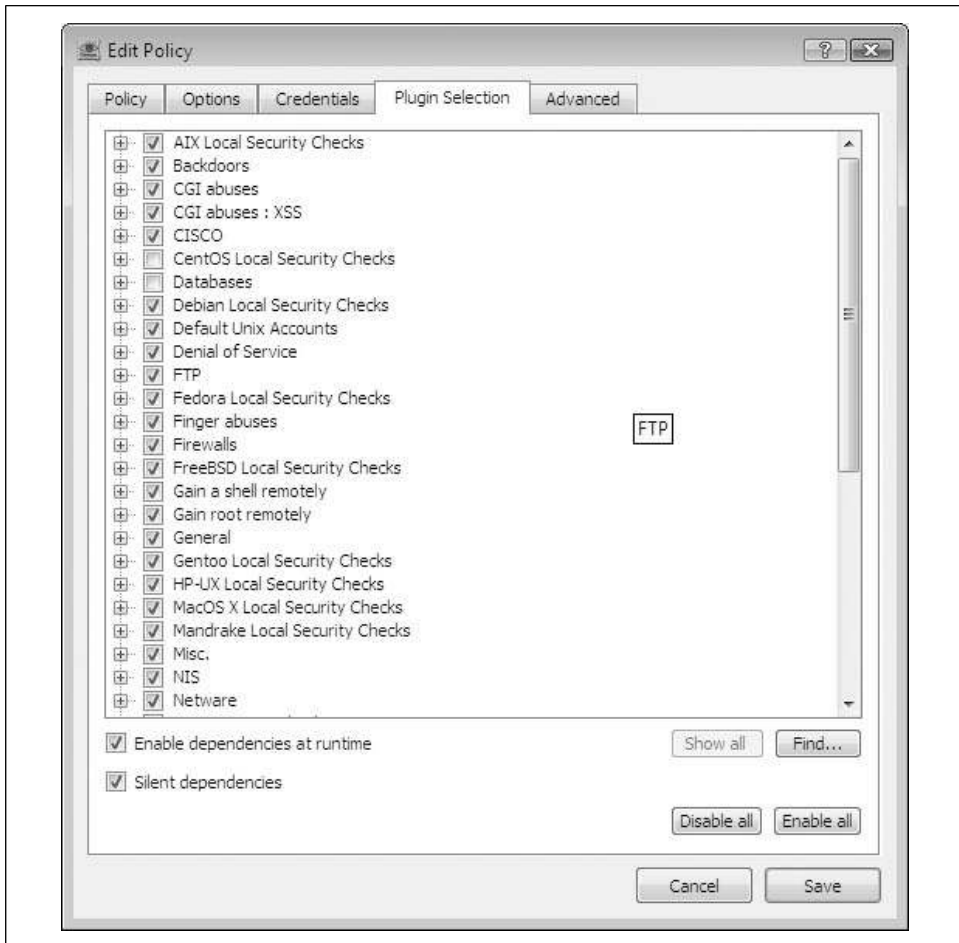 Edit Policy
Policy Options Credentials Plugin Selection Advanced
AIX Local Security Checks
Backdoors
CGI abuses
CGI abuses : XSS
CISCO
CentOS Local Security Checks
Databases
Debian Local Security Checks
Default Unix Accounts
Denial of Service
FTP
Fedora Local Security Checks
Finger abuses
FTP
Firewalls
FreeBSD Local Security Checks
Gain a shell remotely
Gain root remotely
General
Gentoo Local Security Checks
HP-UX Local Security Checks
MacOS X Local Security Checks
Mandrake Local Security Checks
Misc.
NIS
Netware
Enable dependencies at runtime Show all Find...
Silent dependencies
Disable all Enable all
Cancel Save